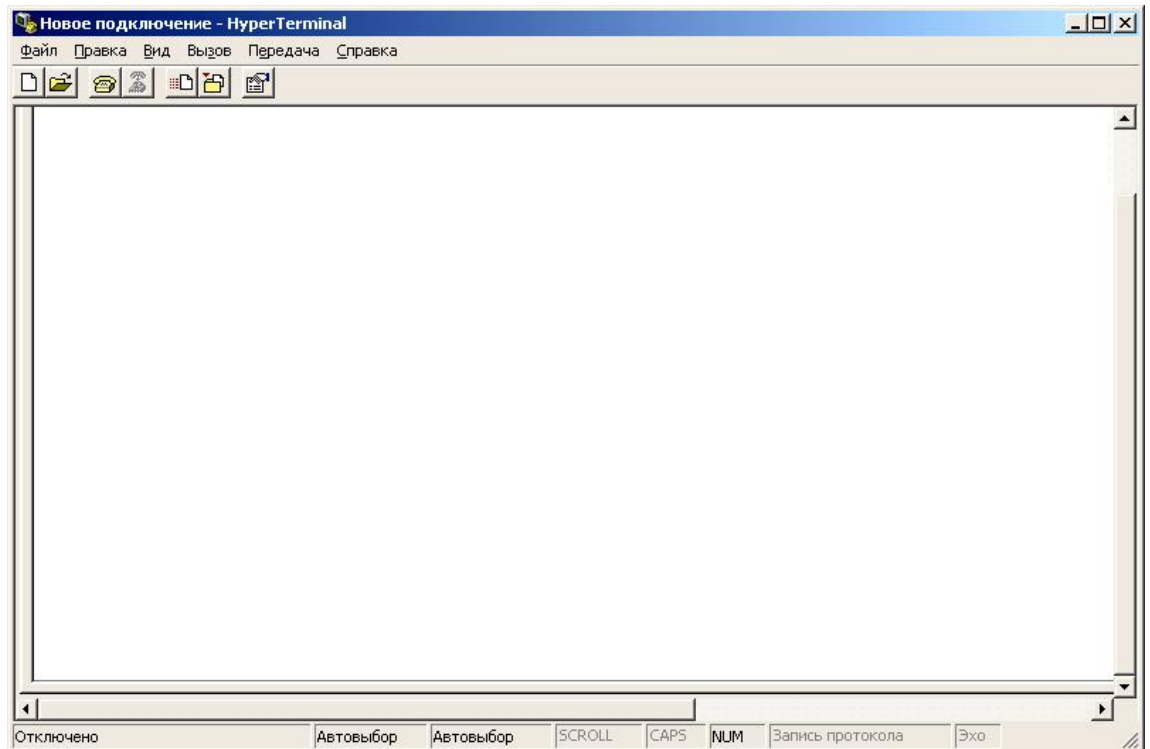 Новое подключение - HyperTerminal
Файл Правка Вид Вызов Передача Справка
Отключено Автовыбор Автовыбор SCROLL CAPS NUM Запись протокола Эхо